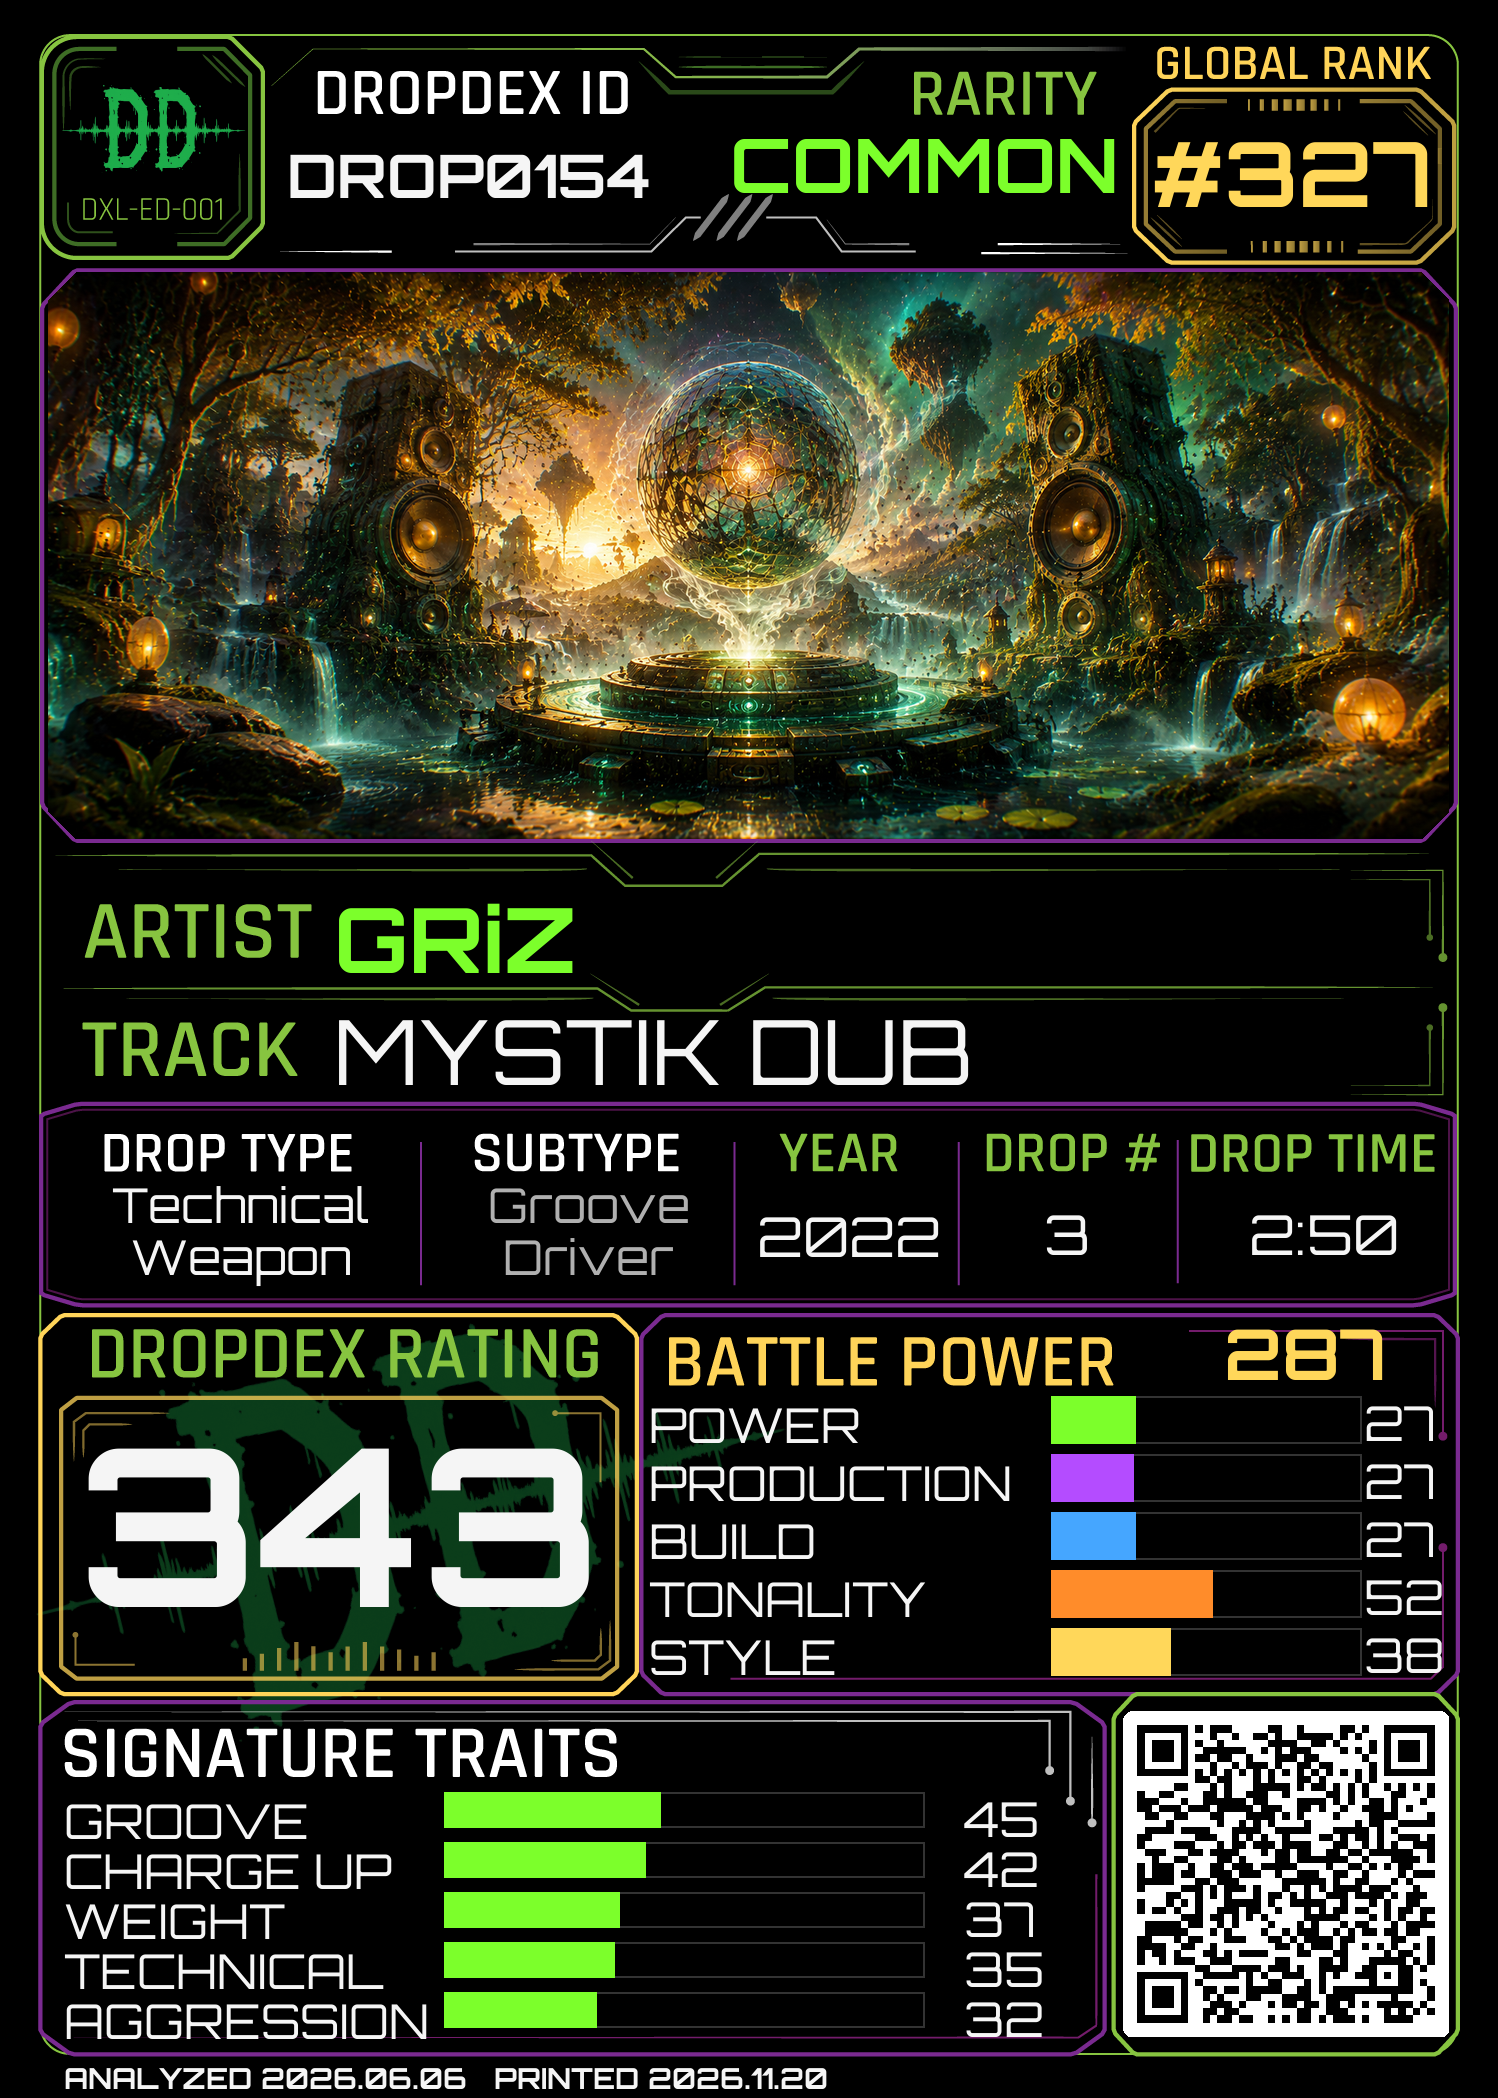 DD
DXL-ED-001
DROPDEX ID
DROP0154
RARITY
COMMON
GLOBAL RANK
#327
ARTIST GRiZ
TRACK MYSTIK DUB
DROP TYPE
Technical
Weapon
SUBTYPE
Groove
Driver
YEAR
2022
DROP #
3
DROP TIME
2:50
DROPDEX RATING
343
BATTLE POWER 287
POWER 27
PRODUCTION 27
BUILD 27
TONALITY 52
STYLE 38
SIGNATURE TRAITS
GROOVE 45
CHARGE UP 42
WEIGHT 37
TECHNICAL 35
AGGRESSION 32
ANALYZED 2026.06.06 PRINTED 2026.11.20